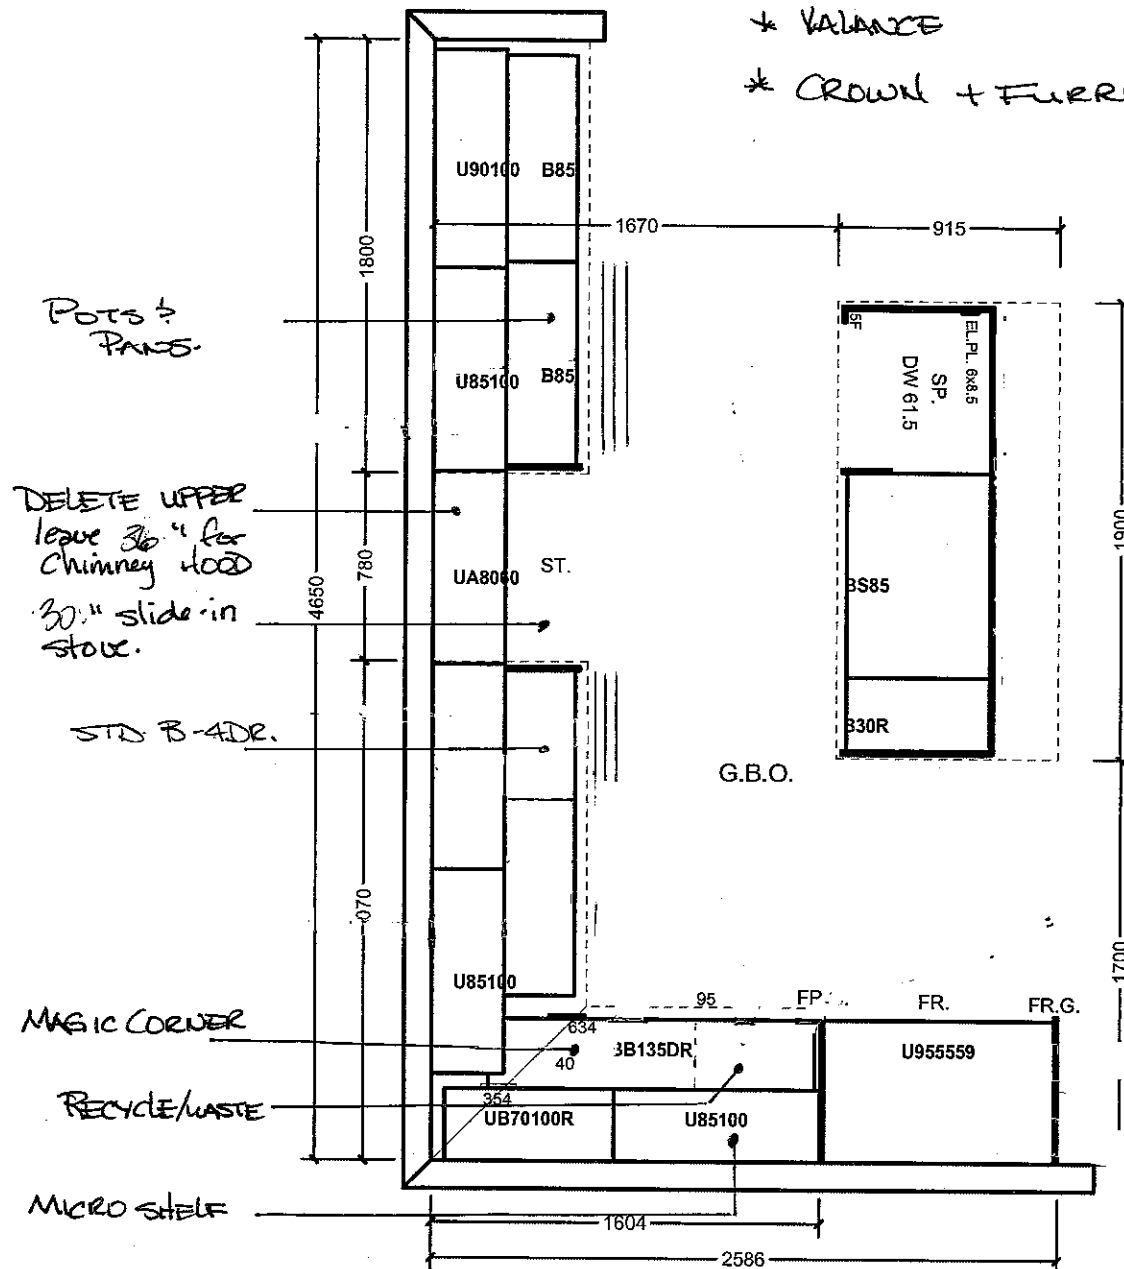 * VALANCE
* CROWN + FURR
U90100 B85
1670
915
1800
POTS &
PANS.
5F
EL.PL. 6x8.5
SP.
DW 61.5
U85100 B85
DELETE UPPER
leave 36" for
Chimney HOOD
30" slide-in
stove.
4650
780
UA8060
ST.
1900
BS85
STD B-4DR.
B30R
G.B.O.
070
U85100
1700
95
FP.
FR.
FR.G.
MAGIC CORNER
634
40
BB135DR
U955559
RECYCLE/WASTE
354
UB70100R
U85100
MICRO SHELF
1604
2586